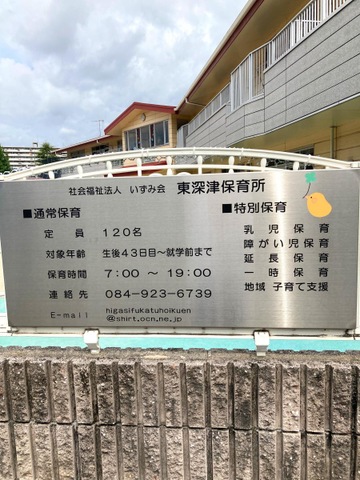 社会福祉法人 いずみ会 東深津保育所
■通常保育
定員 120名
対象年齢 生後43日目～就学前まで
保育時間 7:00 ～ 19:00
連絡先 084-923-6739
E-mail higasifukatuhoikuen
@shirt.ocn.ne.jp
■特別保育
乳児保育
障がい児保育
延長保育
一時保育
地域 子育て支援